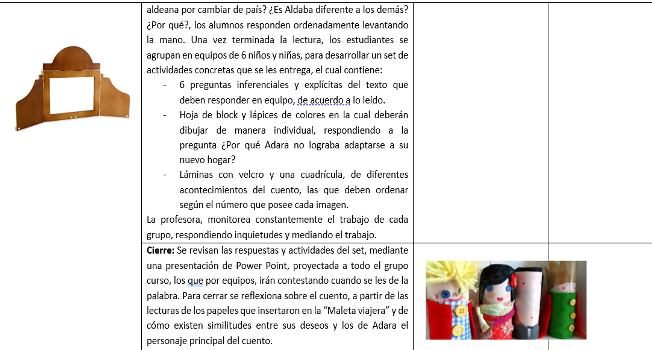 aldeana por cambiar de país? ¿Es Aldaba diferente a los demás?
¿Por qué?, los alumnos responden ordenadamente levantando
la mano. Una vez terminada la lectura, los estudiantes se
agrupan en equipos de 6 niños y niñas, para desarrollar un set de
actividades concretas que se les entrega, el cual contiene:
- 6 preguntas inferenciales y explícitas del texto que
deben responder en equipo, de acuerdo a lo leído.
- Hoja de block y lápices de colores en la cual deberán
dibujar de manera individual, respondiendo a la
pregunta ¿Por qué Adara no lograba adaptarse a su
nuevo hogar?
- Láminas con velcro y una cuadrícula, de diferentes
acontecimientos del cuento, las que deben ordenar
según el número que posee cada imagen.
La profesora, monitorea constantemente el trabajo de cada
grupo, respondiendo inquietudes y mediando el trabajo.
Cierre: Se revisan las respuestas y actividades del set, mediante
una presentación de Power Point, proyectada a todo el grupo
curso, los que por equipos, irán contestando cuando se les de la
palabra. Para cerrar se reflexiona sobre el cuento, a partir de las
lecturas de los papeles que insertaron en la "Maleta viajera" y de
cómo existen similitudes entre sus deseos y los de Adara el
personaje principal del cuento.